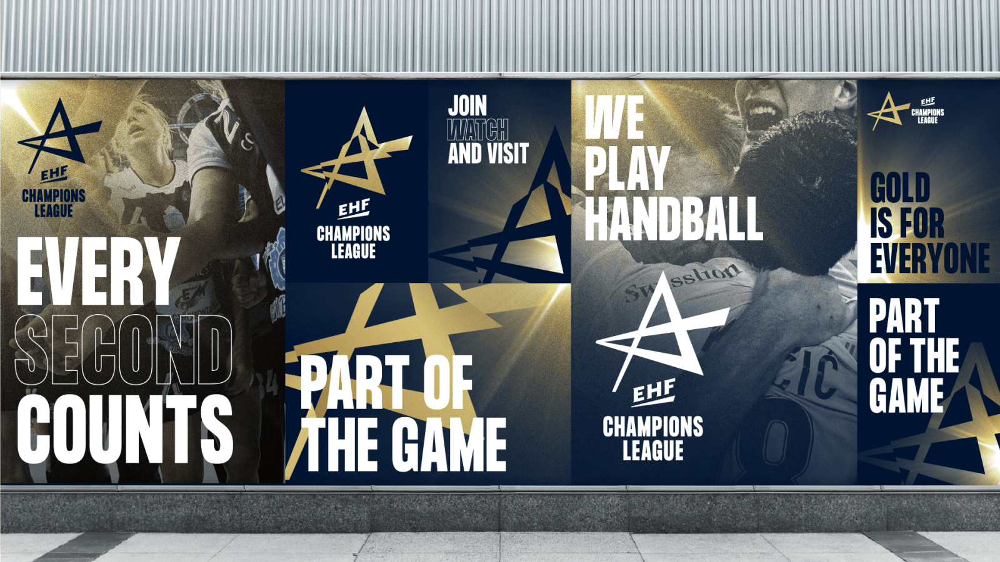 EHF
CHAMPIONS
LEAGUE
EVERY
SECOND
COUNTS
EHF
CHAMPIONS
LEAGUE
JOIN
WATCH
AND VISIT
PART OF
THE GAME
WE
PLAY
HANDBALL
EHF
CHAMPIONS
LEAGUE
8
EHF
CHAMPIONS
LEAGUE
GOLD
IS FOR
EVERYONE
PART
OF THE
GAME